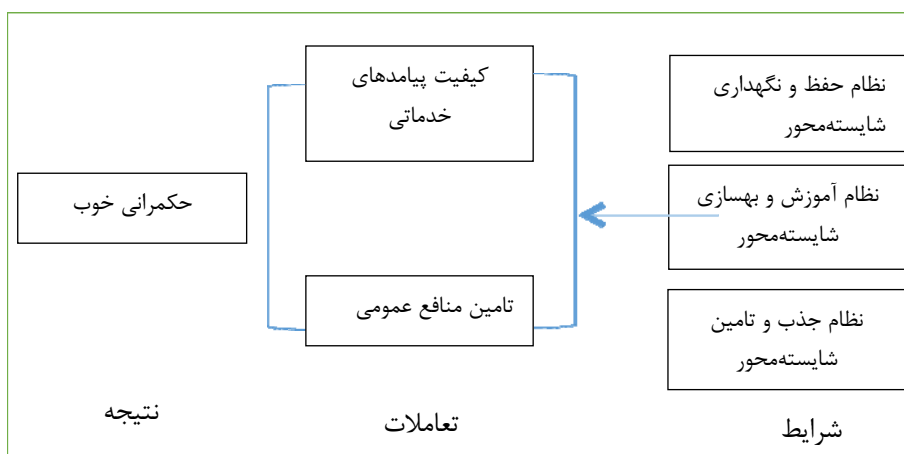 نظام حفظ و نگهداری
شایسته‌محور
نظام آموزش و بهسازی
شایسته‌محور
نظام جذب و تامین
شایسته‌محور
شرایط
کیفیت پیامدهای
خدماتی
تامین منافع عمومی
تعاملات
حکمرانی خوب
نتیجه